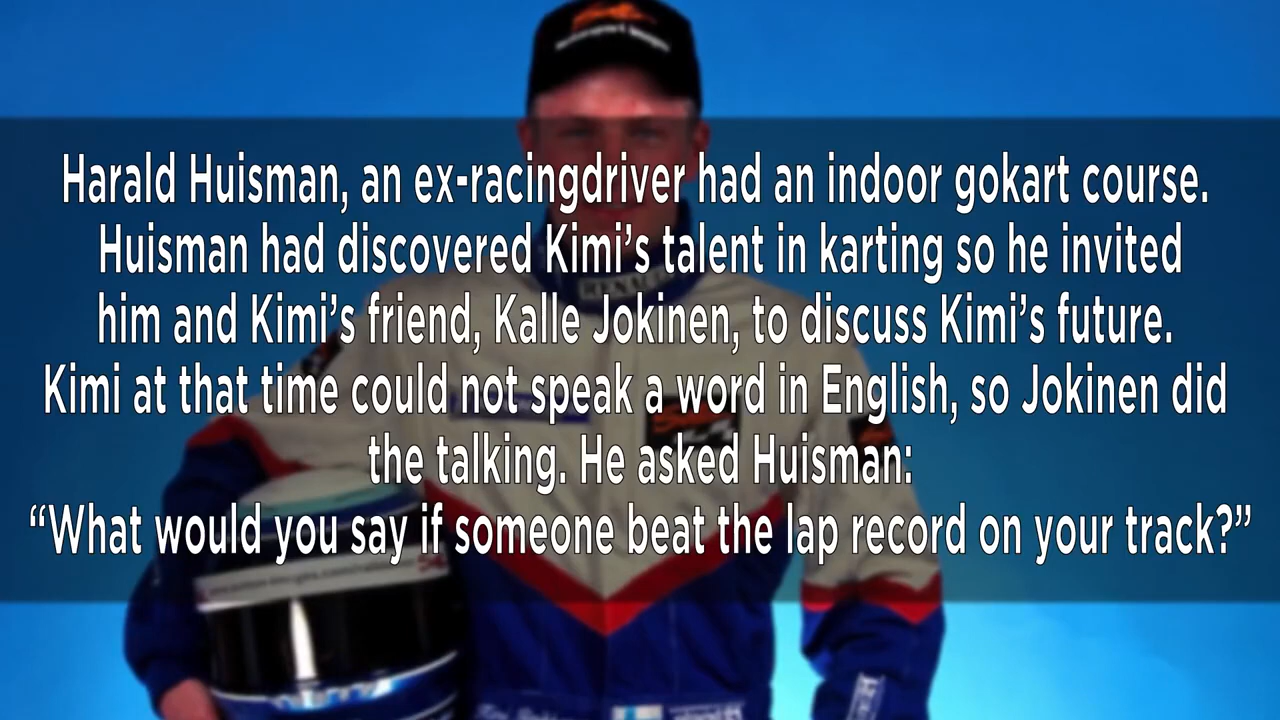 Harald Huisman, an ex-racingdriver had an indoor gokart course.
Huisman had discovered Kimi’s talent in karting so he invited
him and Kimi’s friend, Kalle Jokinen, to discuss Kimi’s future.
Kimi at that time could not speak a word in English, so Jokinen did
the talking. He asked Huisman:
“What would you say if someone beat the lap record on your track?”
RENAULT